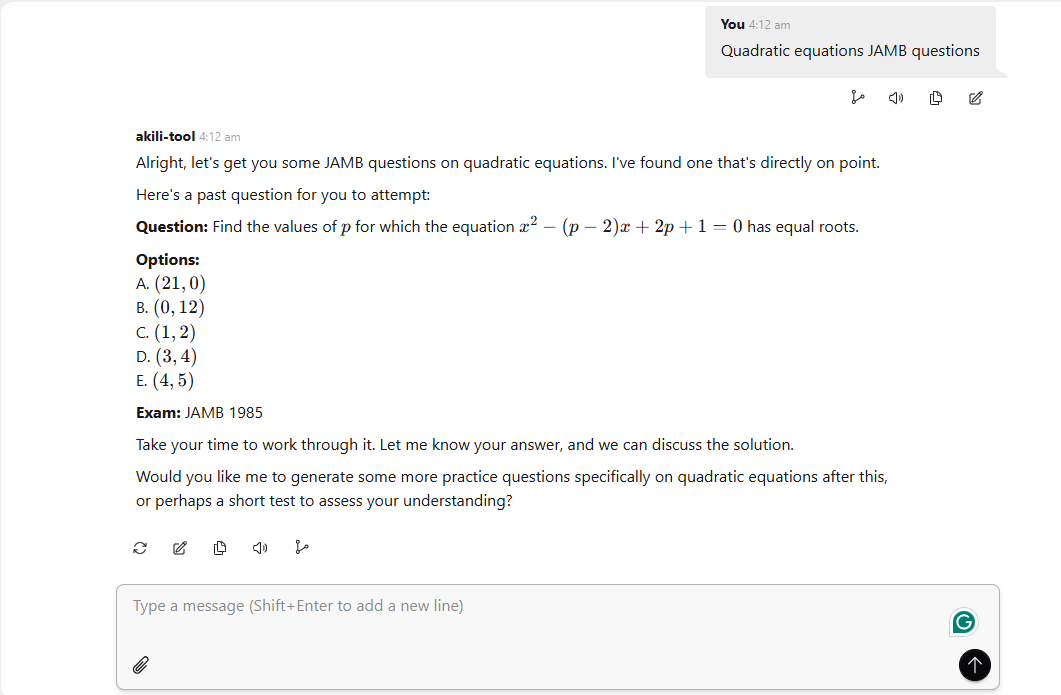 You 4:12 am
Quadratic equations JAMB questions
akili-tool 4:12 am
Alright, let's get you some JAMB questions on quadratic equations. I've found one that's directly on point.
Here's a past question for you to attempt:
Question: Find the values of p for which the equation x² − (p − 2)x + 2p + 1 = 0 has equal roots.
Options:
A. (21, 0)
B. (0, 12)
C. (1, 2)
D. (3, 4)
E. (4, 5)
Exam: JAMB 1985
Take your time to work through it. Let me know your answer, and we can discuss the solution.
Would you like me to generate some more practice questions specifically on quadratic equations after this,
or perhaps a short test to assess your understanding?
Type a message (Shift+Enter to add a new line)
G